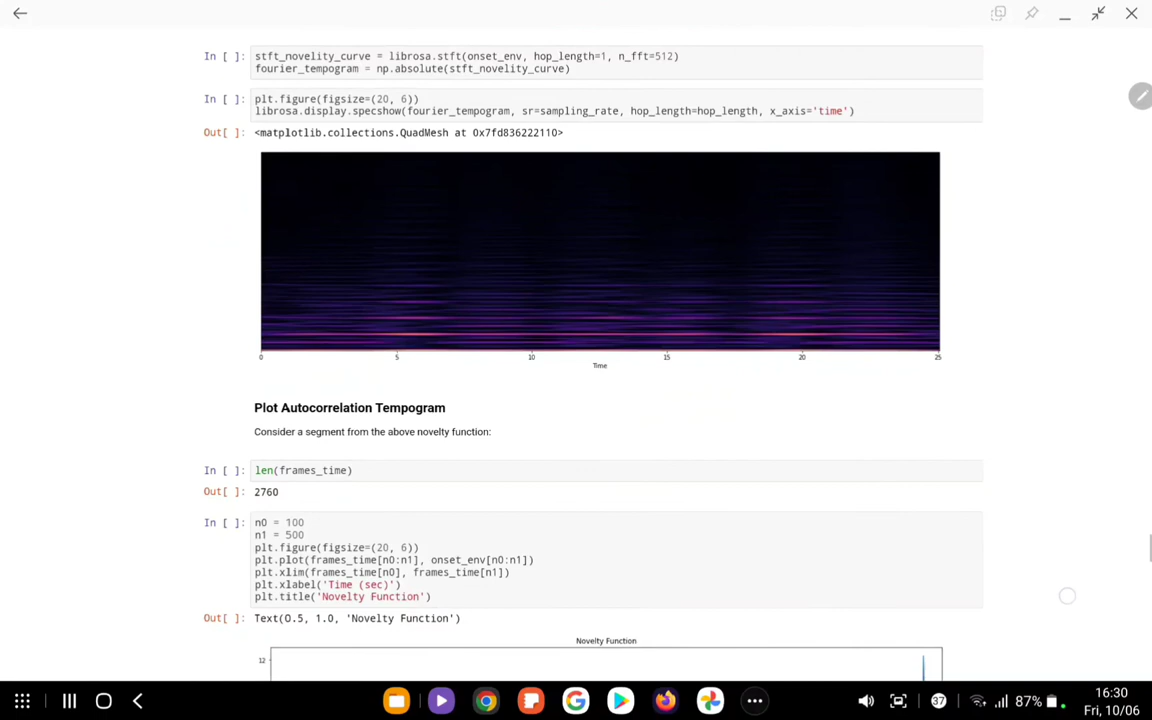 In [ ]: stft_novelity_curve = librosa.stft(onset_env, hop_length=1, n_fft=512)
fourier_tempogram = np.absolute(stft_novelity_curve)
In [ ]: plt.figure(figsize=(20, 6))
librosa.display.specshow(fourier_tempogram, sr=sampling_rate, hop_length=hop_length, x_axis='time')
Out[ ]: <matplotlib.collections.QuadMesh at 0x7fd836222110>
0 5 10 15 20 25
Time
Plot Autocorrelation Tempogram
Consider a segment from the above novelty function:
In [ ]: len(frames_time)
Out[ ]: 2760
In [ ]: n0 = 100
n1 = 500
plt.figure(figsize=(20, 6))
plt.plot(frames_time[n0:n1], onset_env[n0:n1])
plt.xlim(frames_time[n0], frames_time[n1])
plt.xlabel('Time (sec)')
plt.title('Novelty Function')
Out[ ]: Text(0.5, 1.0, 'Novelty Function')
Novelty Function
12
37 87% 16:30
Fri, 10/06